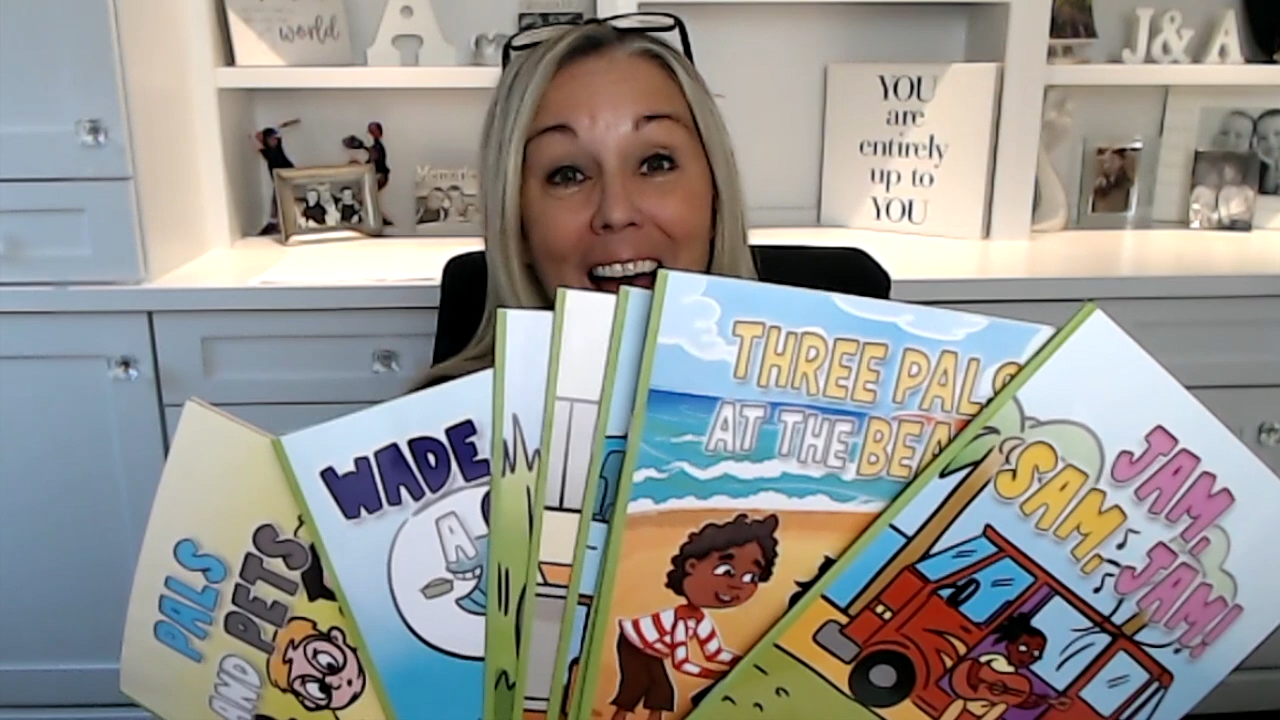 world
A
J&A
YOU
are
entirely
up to
YOU
Memories
PALS
AND PETS
WADE
A
THREE PALS
AT THE BEA
JAM,
SAM,
JAM!